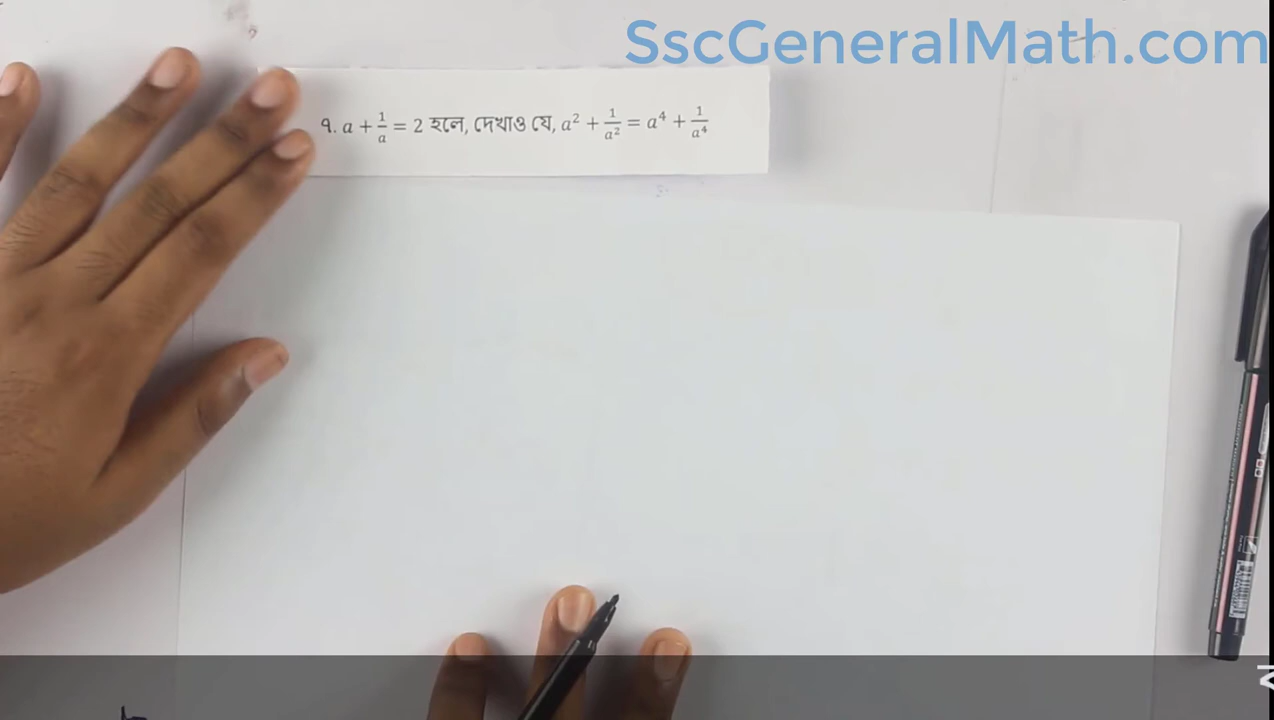 SscGeneralMath.com
৭. a + 1/a = 2 হলে, দেখাও যে, a² + 1/a² = a⁴ + 1/a⁴